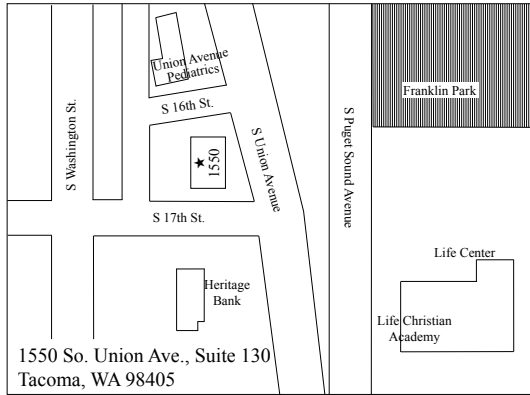 Union Avenue
Pediatrics
Franklin Park
S 16th St.
S Washington St.
1550
S Union Avenue
S Puget Sound Avenue
S 17th St.
Life Center
Heritage
Bank
Life Christian
Academy
1550 So. Union Ave., Suite 130
Tacoma, WA 98405